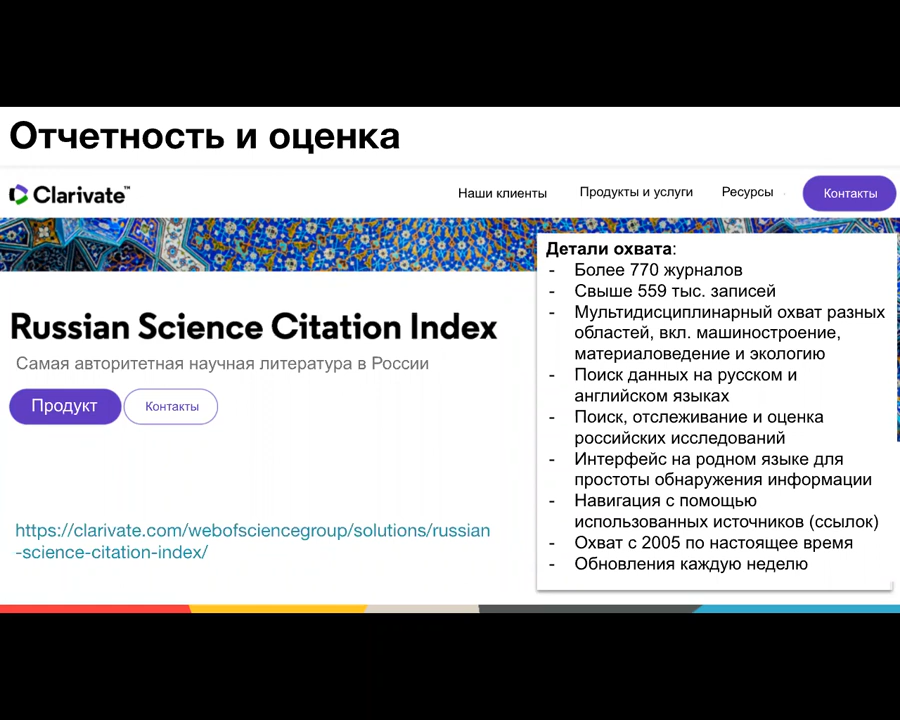 Отчетность и оценка
Clarivate™
Наши клиенты
Продукты и услуги
Ресурсы
Контакты
Russian Science Citation Index
Самая авторитетная научная литература в России
Продукт
Контакты
https://clarivate.com/webofsciencegroup/solutions/russian
-science-citation-index/
Детали охвата:
- Более 770 журналов
- Свыше 559 тыс. записей
- Мультидисциплинарный охват разных
областей, вкл. машиностроение,
материаловедение и экологию
- Поиск данных на русском и
английском языках
- Поиск, отслеживание и оценка
российских исследований
- Интерфейс на родном языке для
простоты обнаружения информации
- Навигация с помощью
использованных источников (ссылок)
- Охват с 2005 по настоящее время
- Обновления каждую неделю